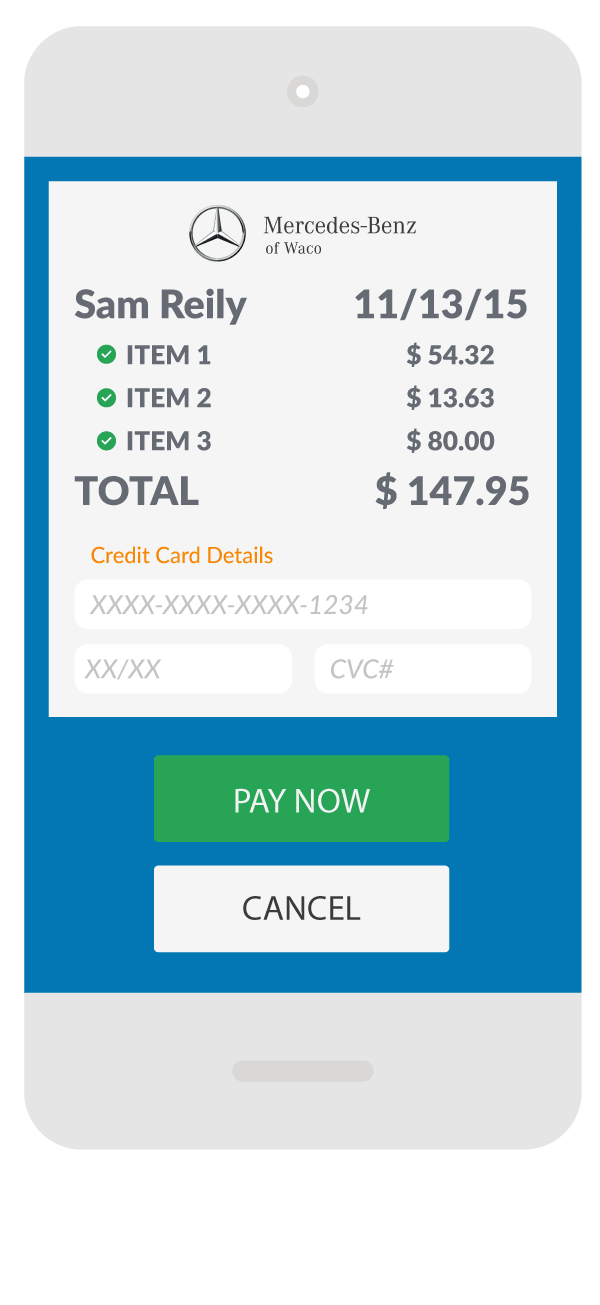 Mercedes-Benz
of Waco
Sam Reily 11/13/15
ITEM 1 $ 54.32
ITEM 2 $ 13.63
ITEM 3 $ 80.00
TOTAL $ 147.95
Credit Card Details
XXXX-XXXX-XXXX-1234
XX/XX CVC#
PAY NOW
CANCEL